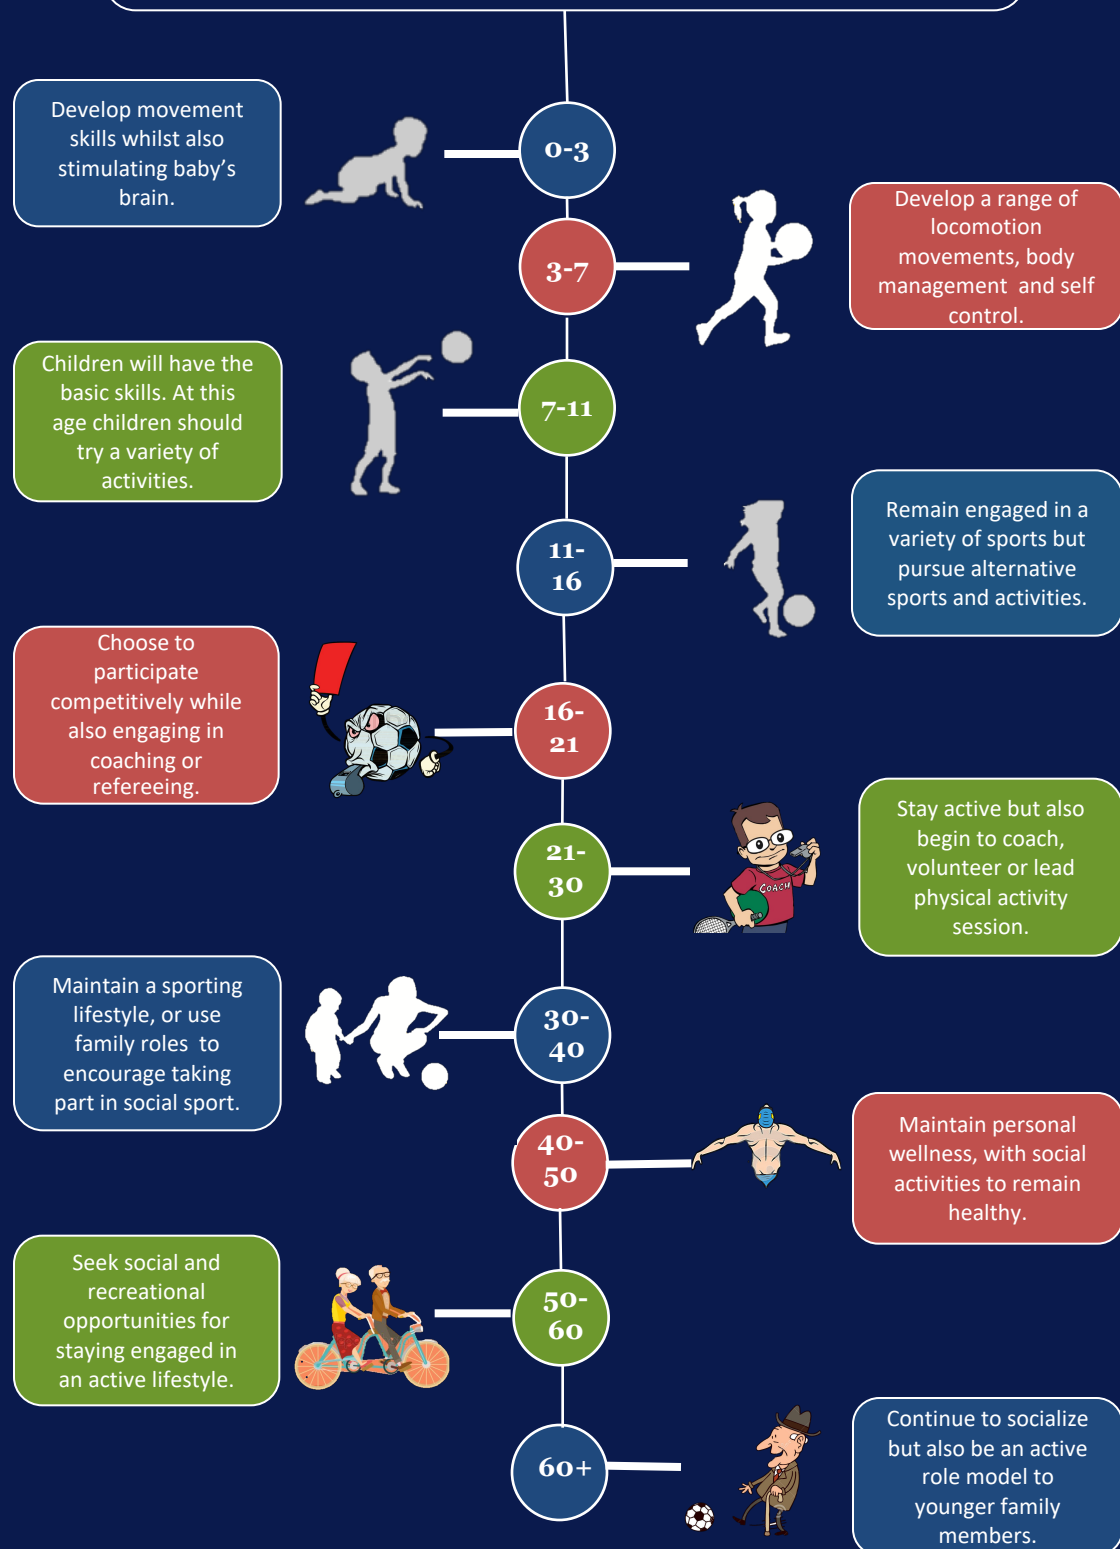 Develop movement
skills whilst also
stimulating baby's
brain.
0-3
3-7
Develop a range of
locomotion
movements, body
management and self
control.
Children will have the
basic skills. At this
age children should
try a variety of
activities.
7-11
11-
16
Remain engaged in a
variety of sports but
pursue alternative
sports and activities.
Choose to
participate
competitively while
also engaging in
coaching or
refereeing.
16-
21
21-
30
COACH
Stay active but also
begin to coach,
volunteer or lead
physical activity
session.
Maintain a sporting
lifestyle, or use
family roles to
encourage taking
part in social sport.
30-
40
40-
50
Maintain personal
wellness, with social
activities to remain
healthy.
Seek social and
recreational
opportunities for
staying engaged in
an active lifestyle.
50-
60
60+
Continue to socialize
but also be an active
role model to
younger family
members.